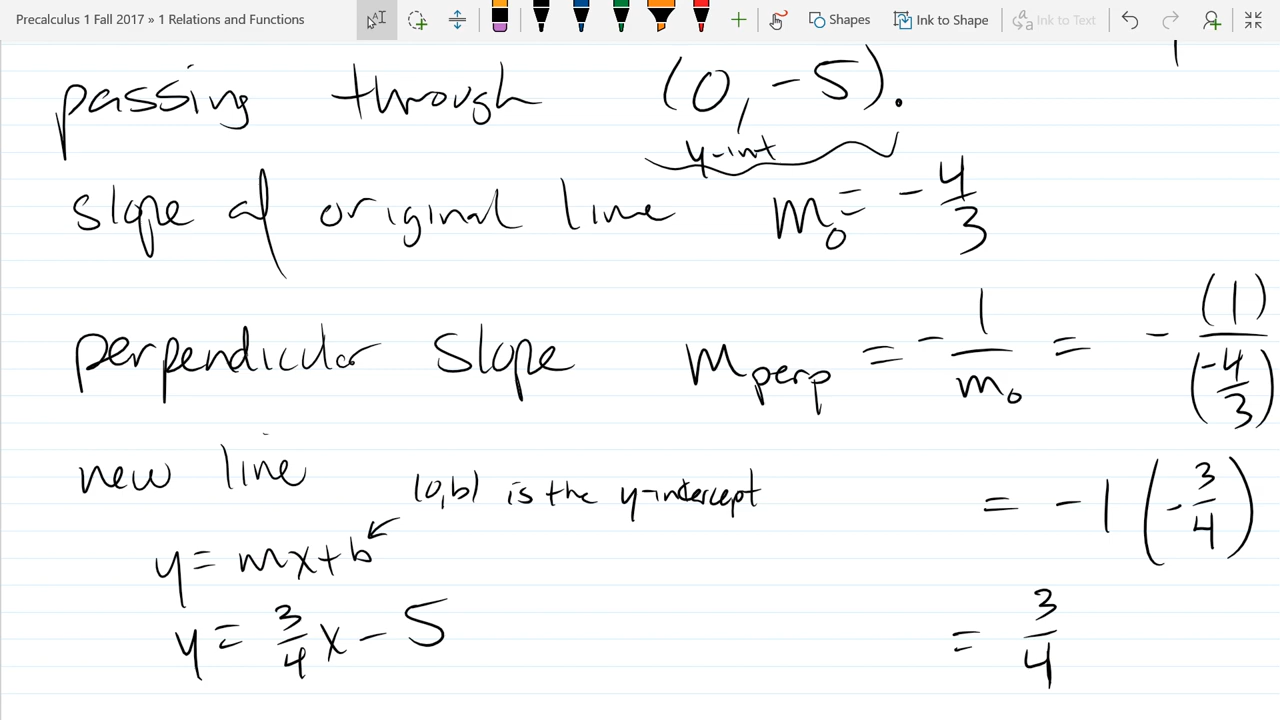 Precalculus 1 Fall 2017 » 1 Relations and Functions
Shapes Ink to Shape Ink to Text
passing through (0, -5).
y-int
slope of original line m₀ = -4/3
perpendicular slope m_perp = -1/m₀ = -(1)/(-4/3)
new line
(0,b) is the y-intercept
= -1(-3/4)
y = mx+b
y = 3/4 x - 5
= 3/4